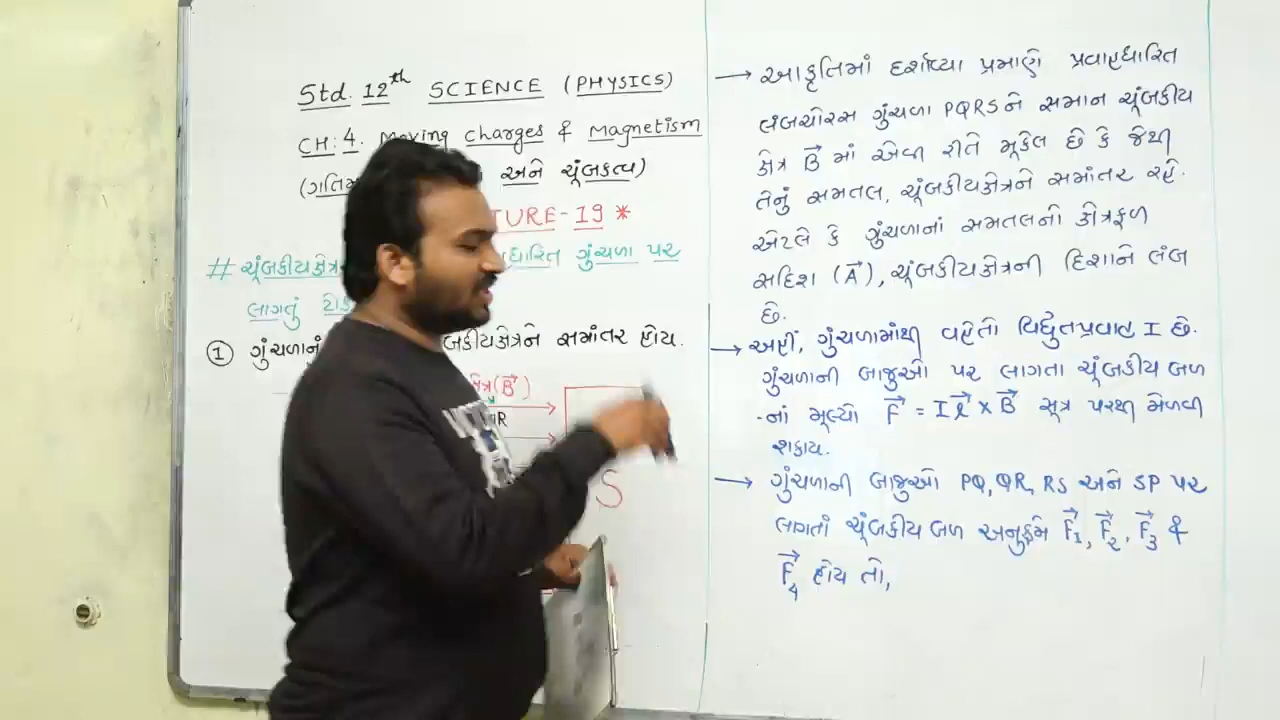 Std. 12th SCIENCE (PHYSICS)
CH: 4. Moving charges & Magnetism
અને ચૂંબકત્વ)
TURE-19 *
# ચૂંબકીયક્ષેત્ર ધારિત ગુંચળા પર
લાગતું
① ગુંચળાનું બકીયક્ષેત્રને સમાંતર હોય.
ક્ષેત્ર (B⃗)
R
S
→ આકૃતિમાં દર્શાવ્યા પ્રમાણે પ્રવાહધારિત
લંબચોરસ ગુંચળા PQRS ને સમાન ચૂંબકીય
ક્ષેત્ર B⃗ માં એવી રીતે મૂકેલ છે કે જેથી
તેનું સમતલ, ચૂંબકીયક્ષેત્રને સમાંતર રહે.
એટલે કે ગુંચળાનાં સમતલનો ક્ષેત્રફળ
સદિશ (A⃗), ચૂંબકીયક્ષેત્રની દિશાને લંબ
છે.
→ અહીં, ગુંચળામાંથી વહેતો વિદ્યુતપ્રવાહ I છે.
ગુંચળાની બાજુઓ પર લાગતા ચૂંબકીય બળ
-નાં મૂલ્યો F⃗ = I l⃗ × B⃗ સૂત્ર પરથી મેળવી
શકાય.
→ ગુંચળાની બાજુઓ PQ, QR, RS અને SP પર
લાગતાં ચૂંબકીય બળ અનુક્રમે F⃗₁, F⃗₂, F⃗₃ &
F⃗₄ હોય તો,